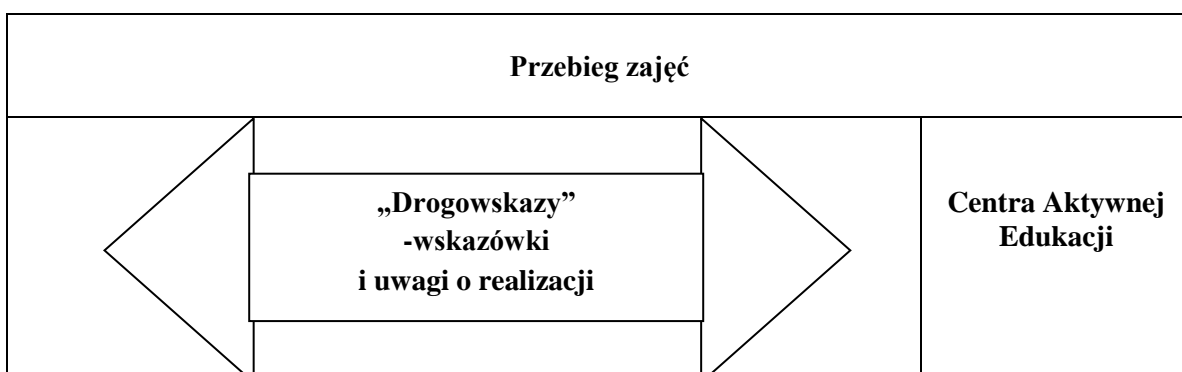 Przebieg zajęć
„Drogowskazy”
-wskazówki
i uwagi o realizacji
Centra Aktywnej
Edukacji